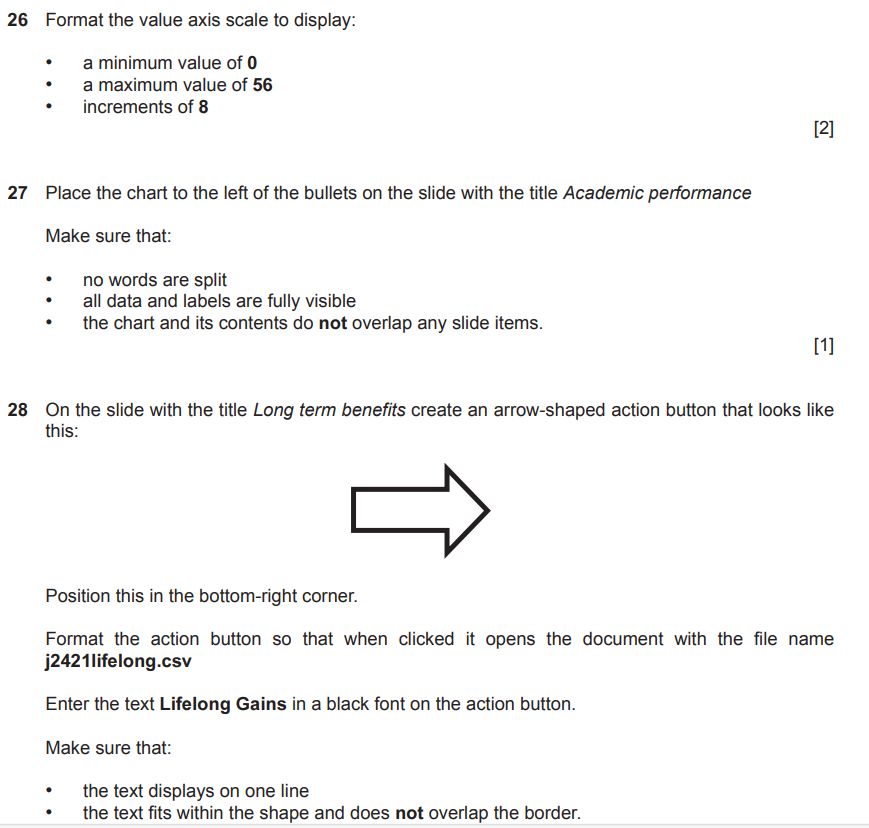 26 Format the value axis scale to display:
• a minimum value of 0
• a maximum value of 56
• increments of 8
[2]
27 Place the chart to the left of the bullets on the slide with the title Academic performance
Make sure that:
• no words are split
• all data and labels are fully visible
• the chart and its contents do not overlap any slide items.
[1]
28 On the slide with the title Long term benefits create an arrow-shaped action button that looks like
this:
Position this in the bottom-right corner.
Format the action button so that when clicked it opens the document with the file name
j2421lifelong.csv
Enter the text Lifelong Gains in a black font on the action button.
Make sure that:
• the text displays on one line
• the text fits within the shape and does not overlap the border.